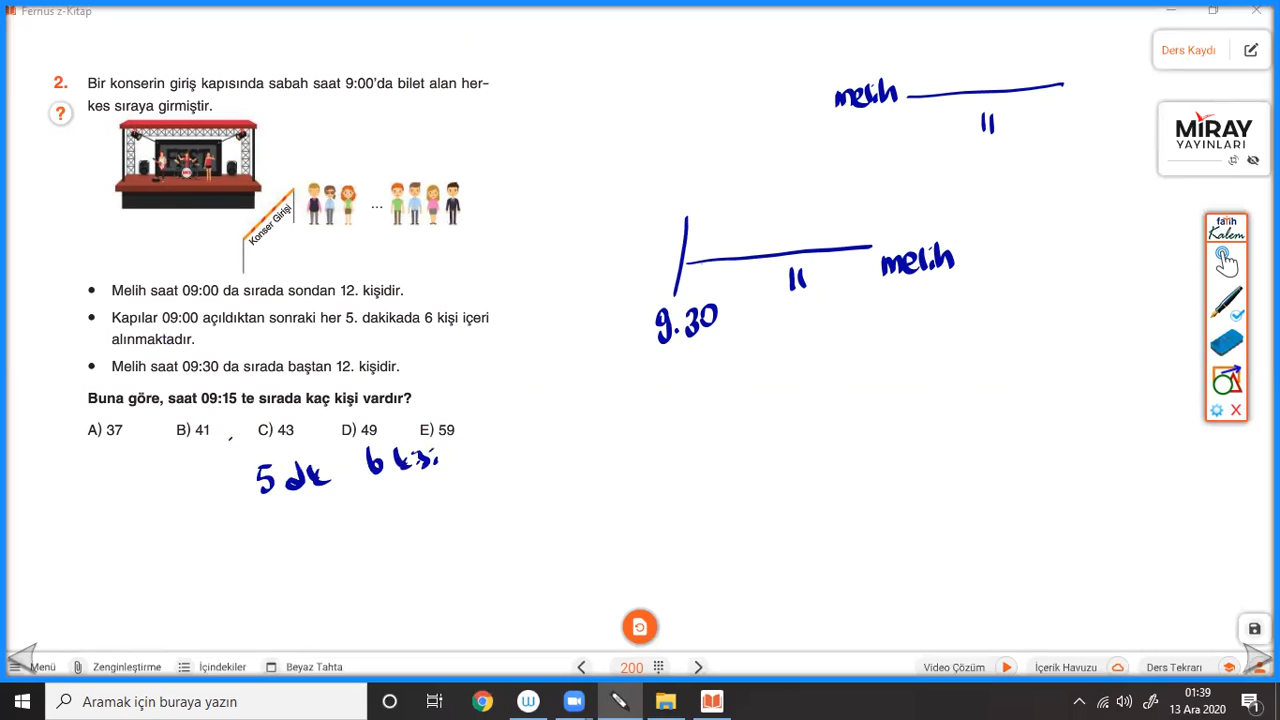 Fernus z-Kitap
Ders Kaydı
2. Bir konserin giriş kapısında sabah saat 9:00'da bilet alan her-
kes sıraya girmiştir.
?
melih
11
MİRAY
YAYINLARI
Konser Girişi
...
fatih
Kalem
melih
11
9.30
• Melih saat 09:00 da sırada sondan 12. kişidir.
• Kapılar 09:00 açıldıktan sonraki her 5. dakikada 6 kişi içeri
alınmaktadır.
• Melih saat 09:30 da sırada baştan 12. kişidir.
Buna göre, saat 09:15 te sırada kaç kişi vardır?
A) 37 B) 41 C) 43 D) 49 E) 59
5 dk 6 kişi
Menü Zenginleştirme İçindekiler Beyaz Tahta 200 Video Çözüm İçerik Havuzu Ders Tekrarı
Aramak için buraya yazın
01:39
13 Ara 2020
1